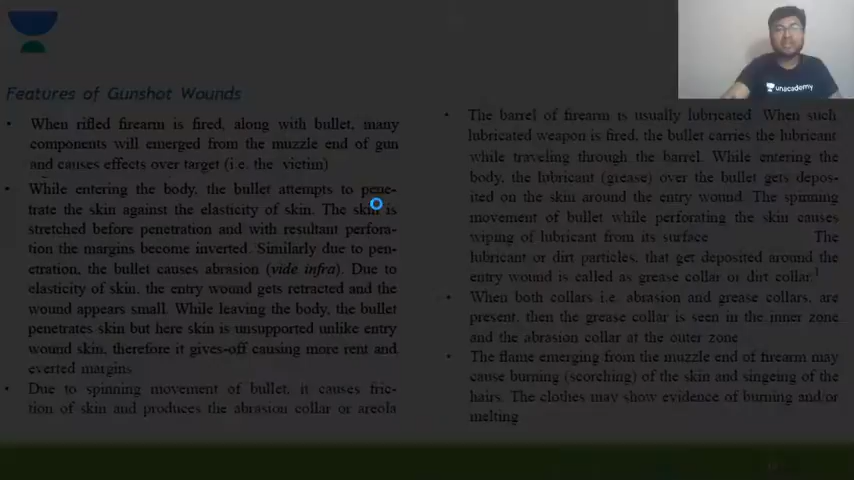 Features of Gunshot Wounds
• When rifled firearm is fired, along with bullet, many
components will emerged from the muzzle end of gun
and causes effects over target (i.e. the victim)
• While entering the body, the bullet attempts to pene-
trate the skin against the elasticity of skin. The skin is
stretched before penetration and with resultant perfora-
tion the margins become inverted. Similarly due to pen-
etration, the bullet causes abrasion (vide infra). Due to
elasticity of skin, the entry wound gets retracted and the
wound appears small. While leaving the body, the bullet
penetrates skin but here skin is unsupported unlike entry
wound skin, therefore it gives-off causing more rent and
everted margins
• Due to spinning movement of bullet, it causes fric-
tion of skin and produces the abrasion collar or areola
• The barrel of firearm is usually lubricated When such
lubricated weapon is fired, the bullet carries the lubricant
while traveling through the barrel. While entering the
body, the lubricant (grease) over the bullet gets depos-
ited on the skin around the entry wound. The spinning
movement of bullet while perforating the skin causes
wiping of lubricant from its surface The
lubricant or dirt particles, that get deposited around the
entry wound is called as grease collar or dirt collar.1
• When both collars i.e. abrasion and grease collars, are
present, then the grease collar is seen in the inner zone
and the abrasion collar at the outer zone
• The flame emerging from the muzzle end of firearm may
cause burning (scorching) of the skin and singeing of the
hairs. The clothes may show evidence of burning and/or
melting
unacademy